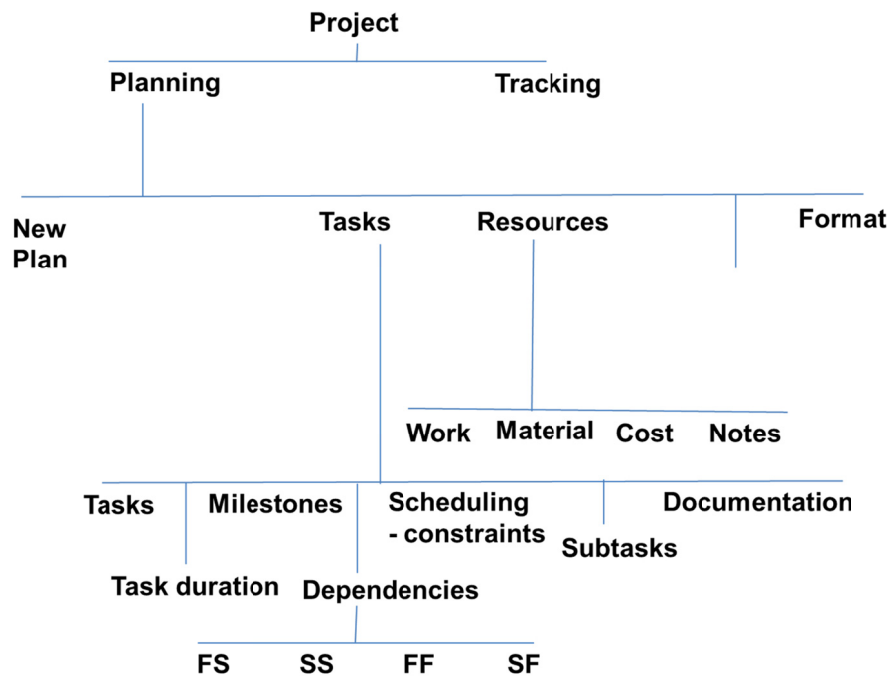 Project
Planning
Tracking
New
Plan
Tasks
Resources
Format
Work
Material
Cost
Notes
Tasks
Milestones
Scheduling
- constraints
Subtasks
Documentation
Task duration
Dependencies
FS
SS
FF
SF